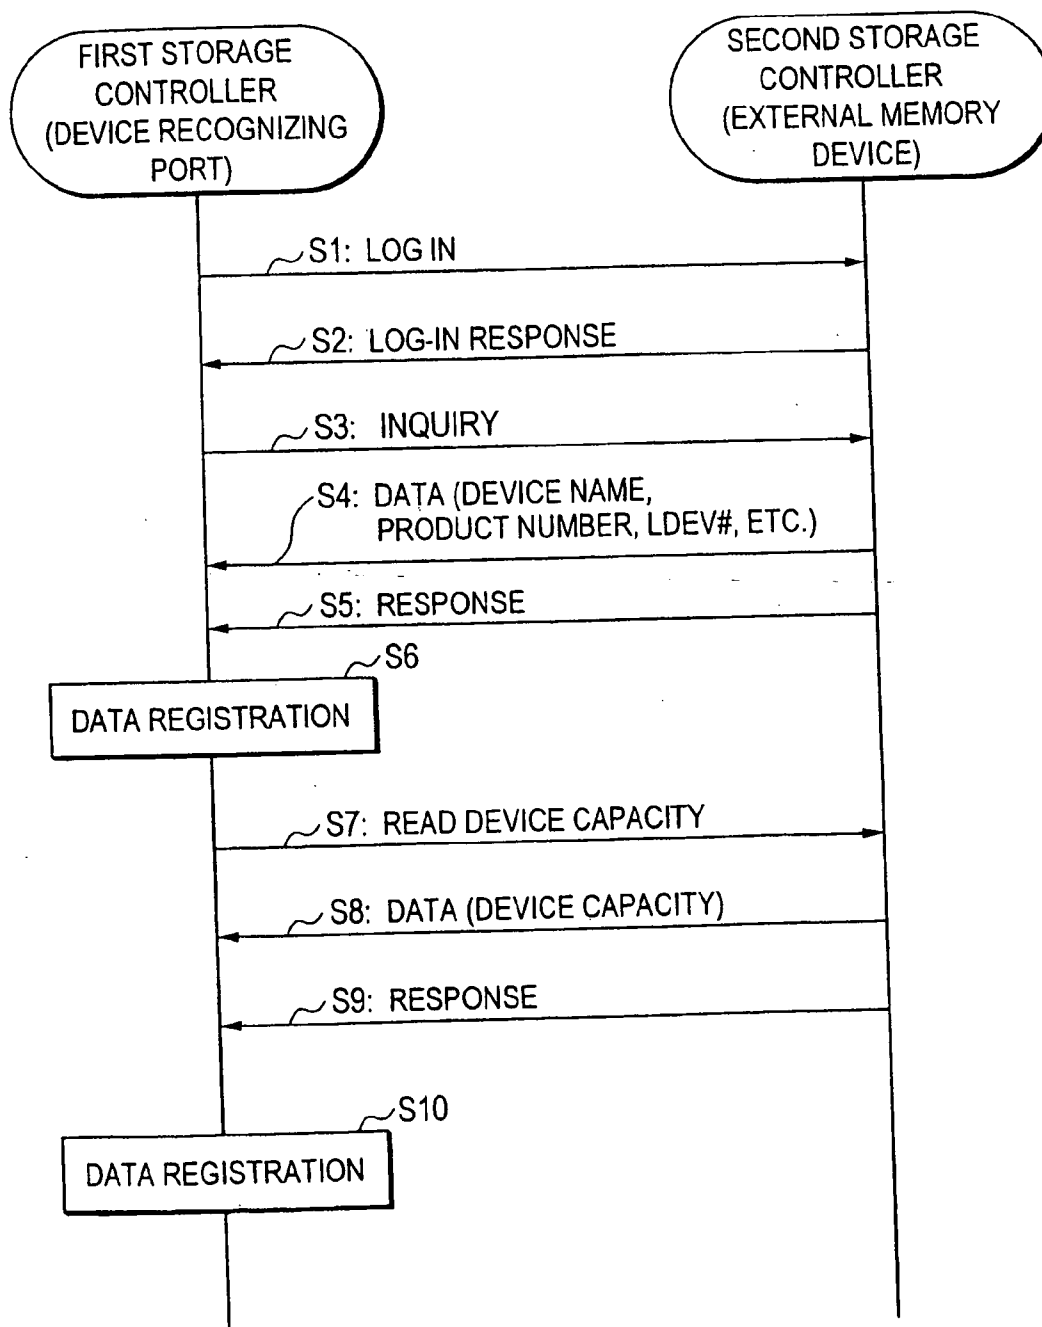 FIRST STORAGE
CONTROLLER
(DEVICE RECOGNIZING
PORT)
SECOND STORAGE
CONTROLLER
(EXTERNAL MEMORY
DEVICE)
S1: LOG IN
S2: LOG-IN RESPONSE
S3: INQUIRY
S4: DATA (DEVICE NAME,
PRODUCT NUMBER, LDEV#, ETC.)
S5: RESPONSE
S6
DATA REGISTRATION
S7: READ DEVICE CAPACITY
S8: DATA (DEVICE CAPACITY)
S9: RESPONSE
S10
DATA REGISTRATION